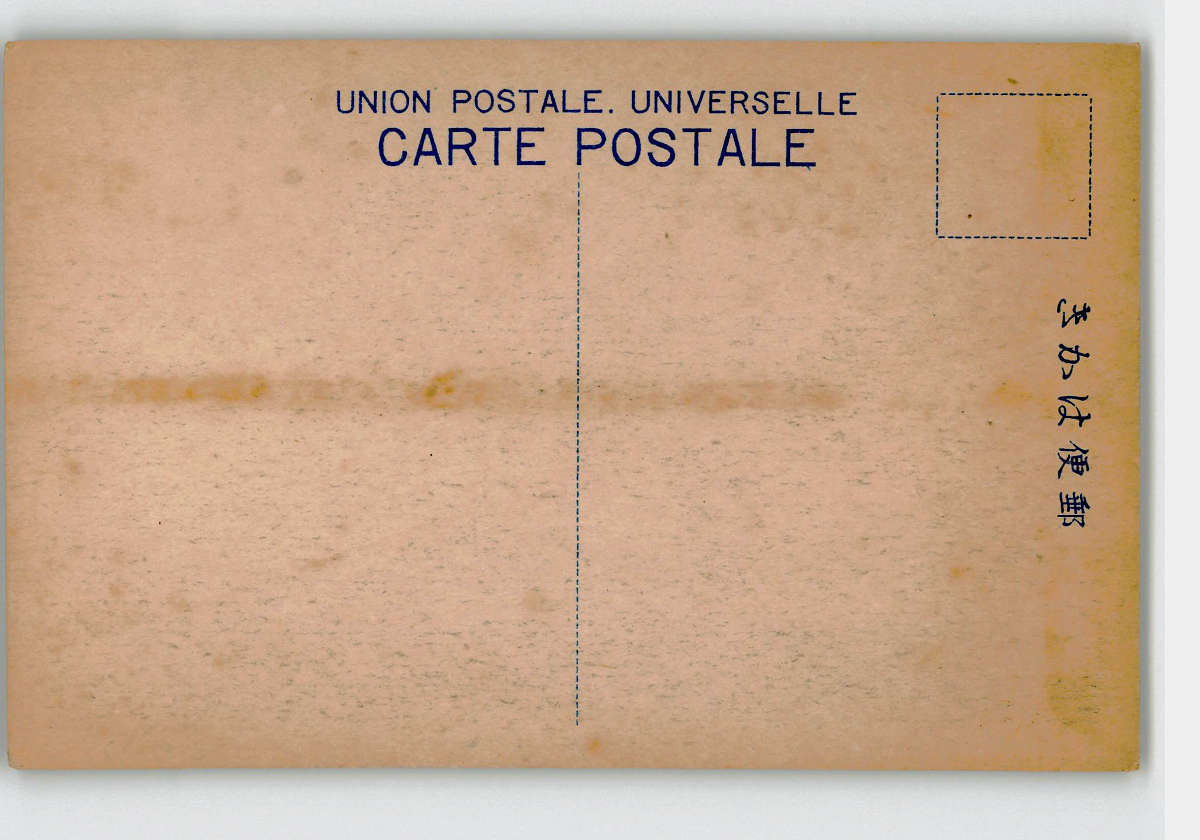 UNION POSTALE. UNIVERSELLE
CARTE POSTALE
郵便はかき